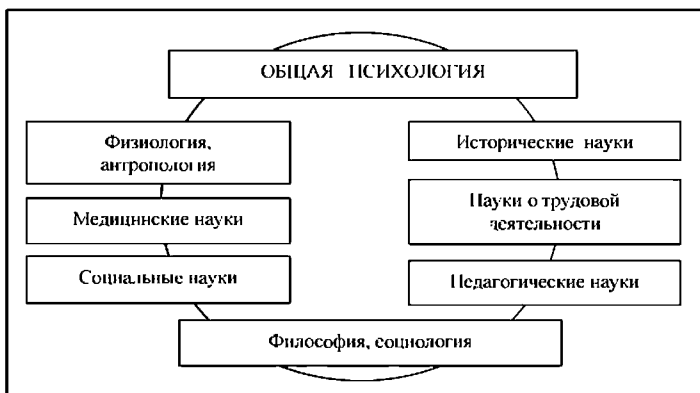 ОБЩАЯ ПСИХОЛОГИЯ
Физиология,
антропология
Медицинские науки
Социальные науки
Исторические науки
Науки о трудовой
деятельности
Педагогические науки
Философия, социология